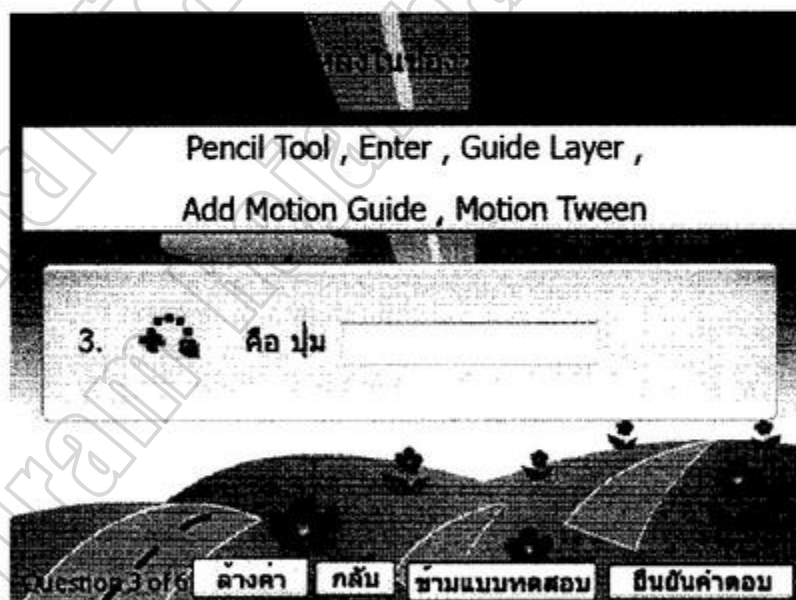 Pencil Tool , Enter , Guide Layer ,
Add Motion Guide , Motion Tween
3. คือ ปุ่ม
Question 3 of 6 ล้างค่า กลับ ข้ามแบบทดสอบ ยืนยันคำตอบ